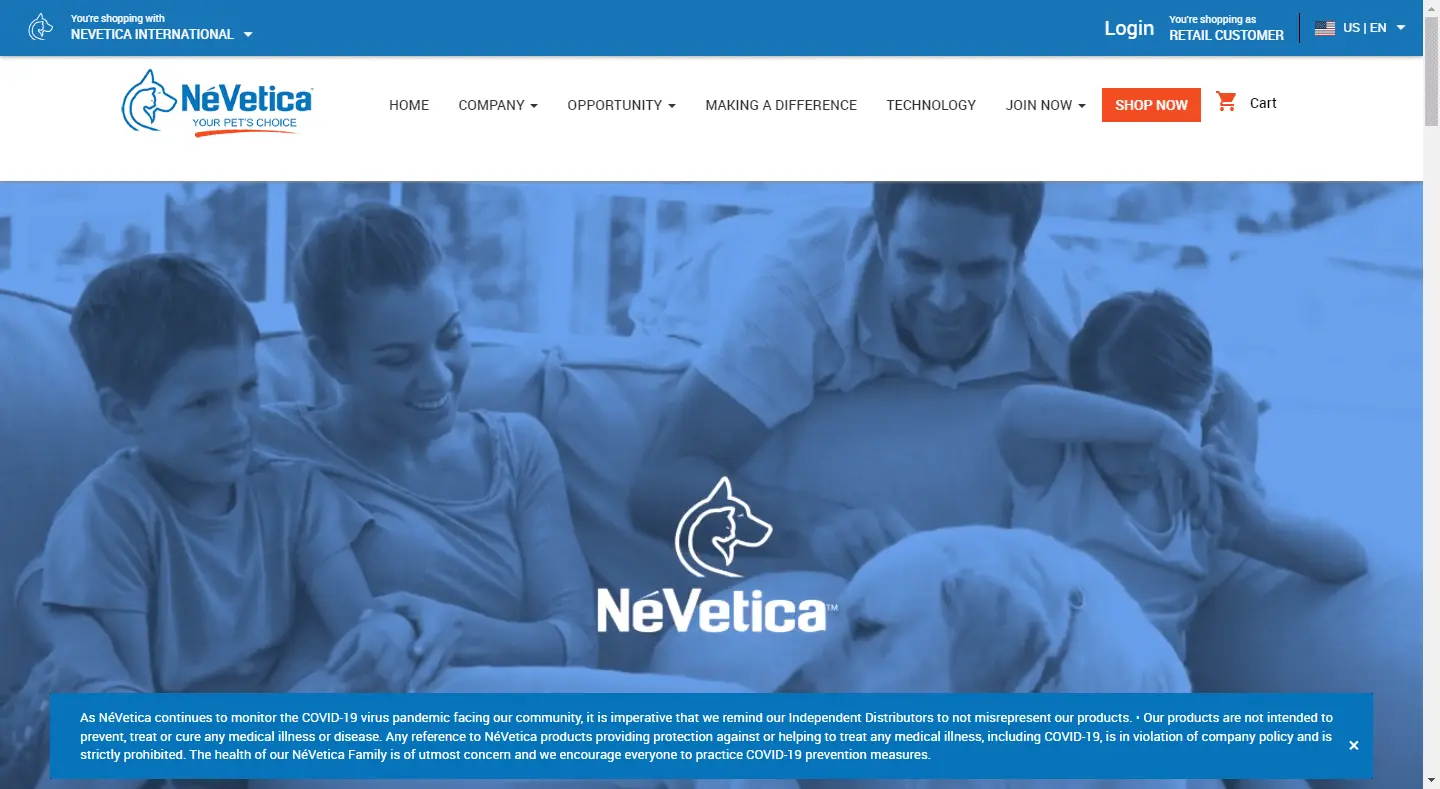 You're shopping with
NEVETICA INTERNATIONAL
Login
You're shopping as
RETAIL CUSTOMER
US | EN
NéVetica
YOUR PET'S CHOICE
HOME
COMPANY
OPPORTUNITY
MAKING A DIFFERENCE
TECHNOLOGY
JOIN NOW
SHOP NOW
Cart
NéVetica™
As NéVetica continues to monitor the COVID-19 virus pandemic facing our community, it is imperative that we remind our Independent Distributors to not misrepresent our products. • Our products are not intended to
prevent, treat or cure any medical illness or disease. Any reference to NéVetica products providing protection against or helping to treat any medical illness, including COVID-19, is in violation of company policy and is
strictly prohibited. The health of our NéVetica Family is of utmost concern and we encourage everyone to practice COVID-19 prevention measures.